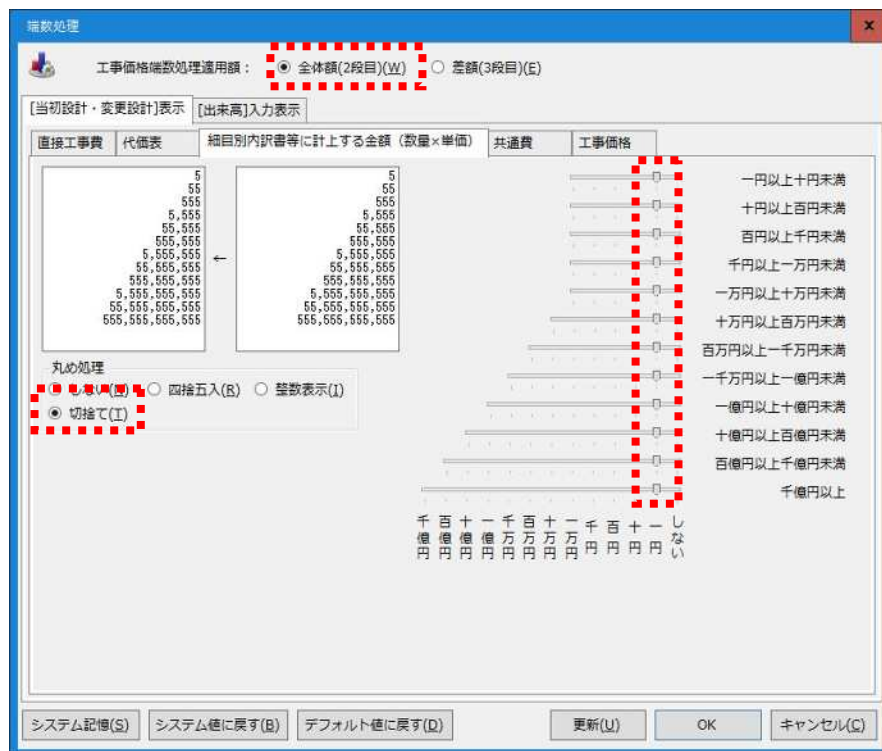 端数処理
工事価格端数処理適用額： 全体額(2段目)(W) 差額(3段目)(E)
[当初設計・変更設計]表示 [出来高]入力表示
直接工事費 代価表 細目別内訳書等に計上する金額（数量×単価） 共通費 工事価格
5
55
555
5,555
55,555
555,555
5,555,555
55,555,555
555,555,555
5,555,555,555
55,555,555,555
555,555,555,555
←
5
55
555
5,555
55,555
555,555
5,555,555
55,555,555
555,555,555
5,555,555,555
55,555,555,555
555,555,555,555
一円以上十円未満
十円以上百円未満
百円以上千円未満
千円以上一万円未満
一万円以上十万円未満
十万円以上百万円未満
百万円以上一千万円未満
一千万円以上一億円未満
一億円以上十億円未満
十億円以上百億円未満
百億円以上千億円未満
千億円以上
丸め処理
しない(N) 四捨五入(R) 整数表示(I)
切捨て(T)
千億円 百億円 十億円 一億円 千万円 百万円 十万円 一万円 千円 百円 十円 一円 しない
システム記憶(S) システム値に戻す(B) デフォルト値に戻す(D) 更新(U) OK キャンセル(C)